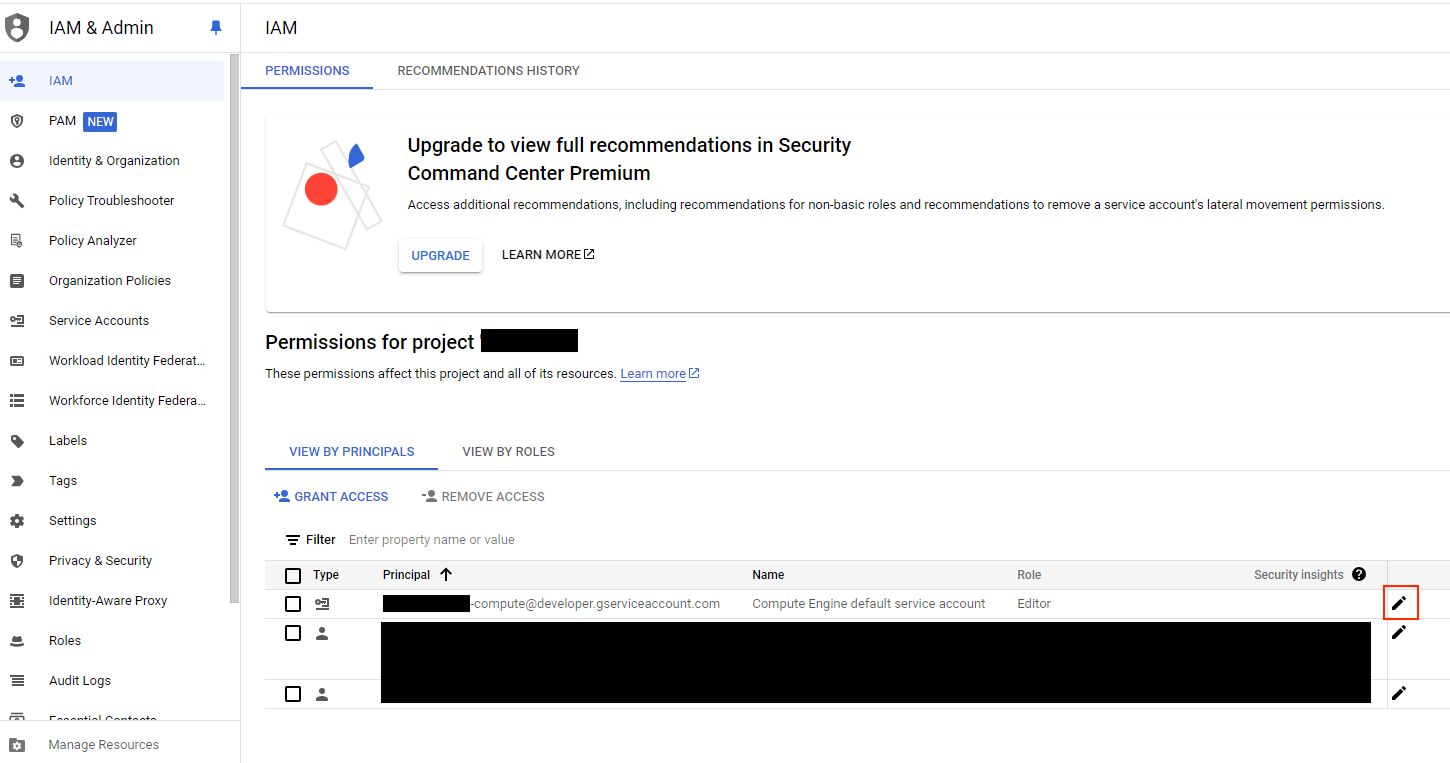 IAM & Admin
IAM
PAM NEW
Identity & Organization
Policy Troubleshooter
Policy Analyzer
Organization Policies
Service Accounts
Workload Identity Federat...
Workforce Identity Federa...
Labels
Tags
Settings
Privacy & Security
Identity-Aware Proxy
Roles
Audit Logs
Essential Contacts
Manage Resources
IAM
PERMISSIONS RECOMMENDATIONS HISTORY
Upgrade to view full recommendations in Security
Command Center Premium
Access additional recommendations, including recommendations for non-basic roles and recommendations to remove a service account's lateral movement permissions.
UPGRADE LEARN MORE
Permissions for project
These permissions affect this project and all of its resources. Learn more
VIEW BY PRINCIPALS VIEW BY ROLES
GRANT ACCESS REMOVE ACCESS
Filter Enter property name or value
Type Principal Name Role Security insights
-compute@developer.gserviceaccount.com Compute Engine default service account Editor